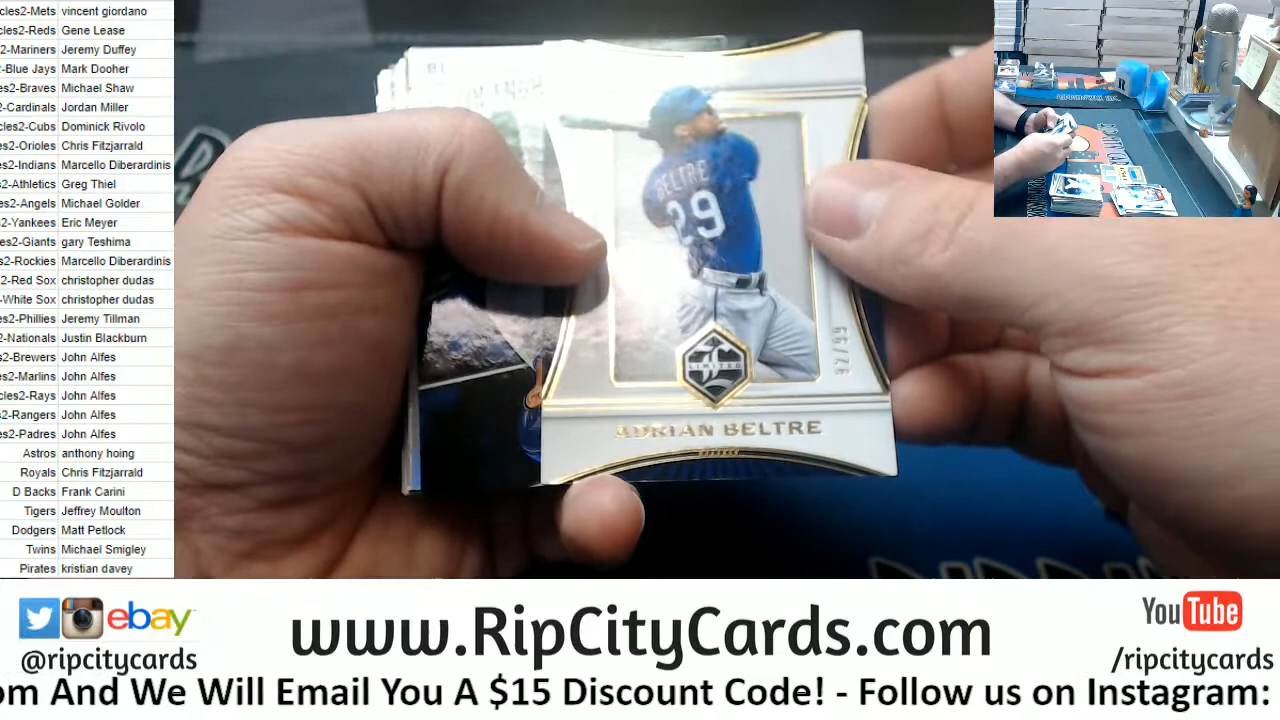 cles2-Mets vincent giordano
cles2-Reds Gene Lease
2-Mariners Jeremy Duffey
2-Blue Jays Mark Dooher
es2-Braves Michael Shaw
2-Cardinals Jordan Miller
cles2-Cubs Dominick Rivolo
es2-Orioles Chris Fitzjarrald
es2-Indians Marcello Diberardinis
s2-Athletics Greg Thiel
es2-Angels Michael Golder
2-Yankees Eric Meyer
les2-Giants gary Teshima
s2-Rockies Marcello Diberardinis
2-Red Sox christopher dudas
-White Sox christopher dudas
s2-Phillies Jeremy Tillman
2-Nationals Justin Blackburn
s2-Brewers John Alfes
s2-Marlins John Alfes
cles2-Rays John Alfes
s2-Rangers John Alfes
es2-Padres John Alfes
Astros anthony hoing
Royals Chris Fitzjarrald
D Backs Frank Carini
Tigers Jeffrey Moulton
Dodgers Matt Petlock
Twins Michael Smigley
Pirates kristian davey
BELTRE
29
LIMITED
ADRIAN BELTRE
ebay
@ripcitycards
www.RipCityCards.com
YouTube
/ripcitycards
om And We Will Email You A $15 Discount Code! - Follow us on Instagram: